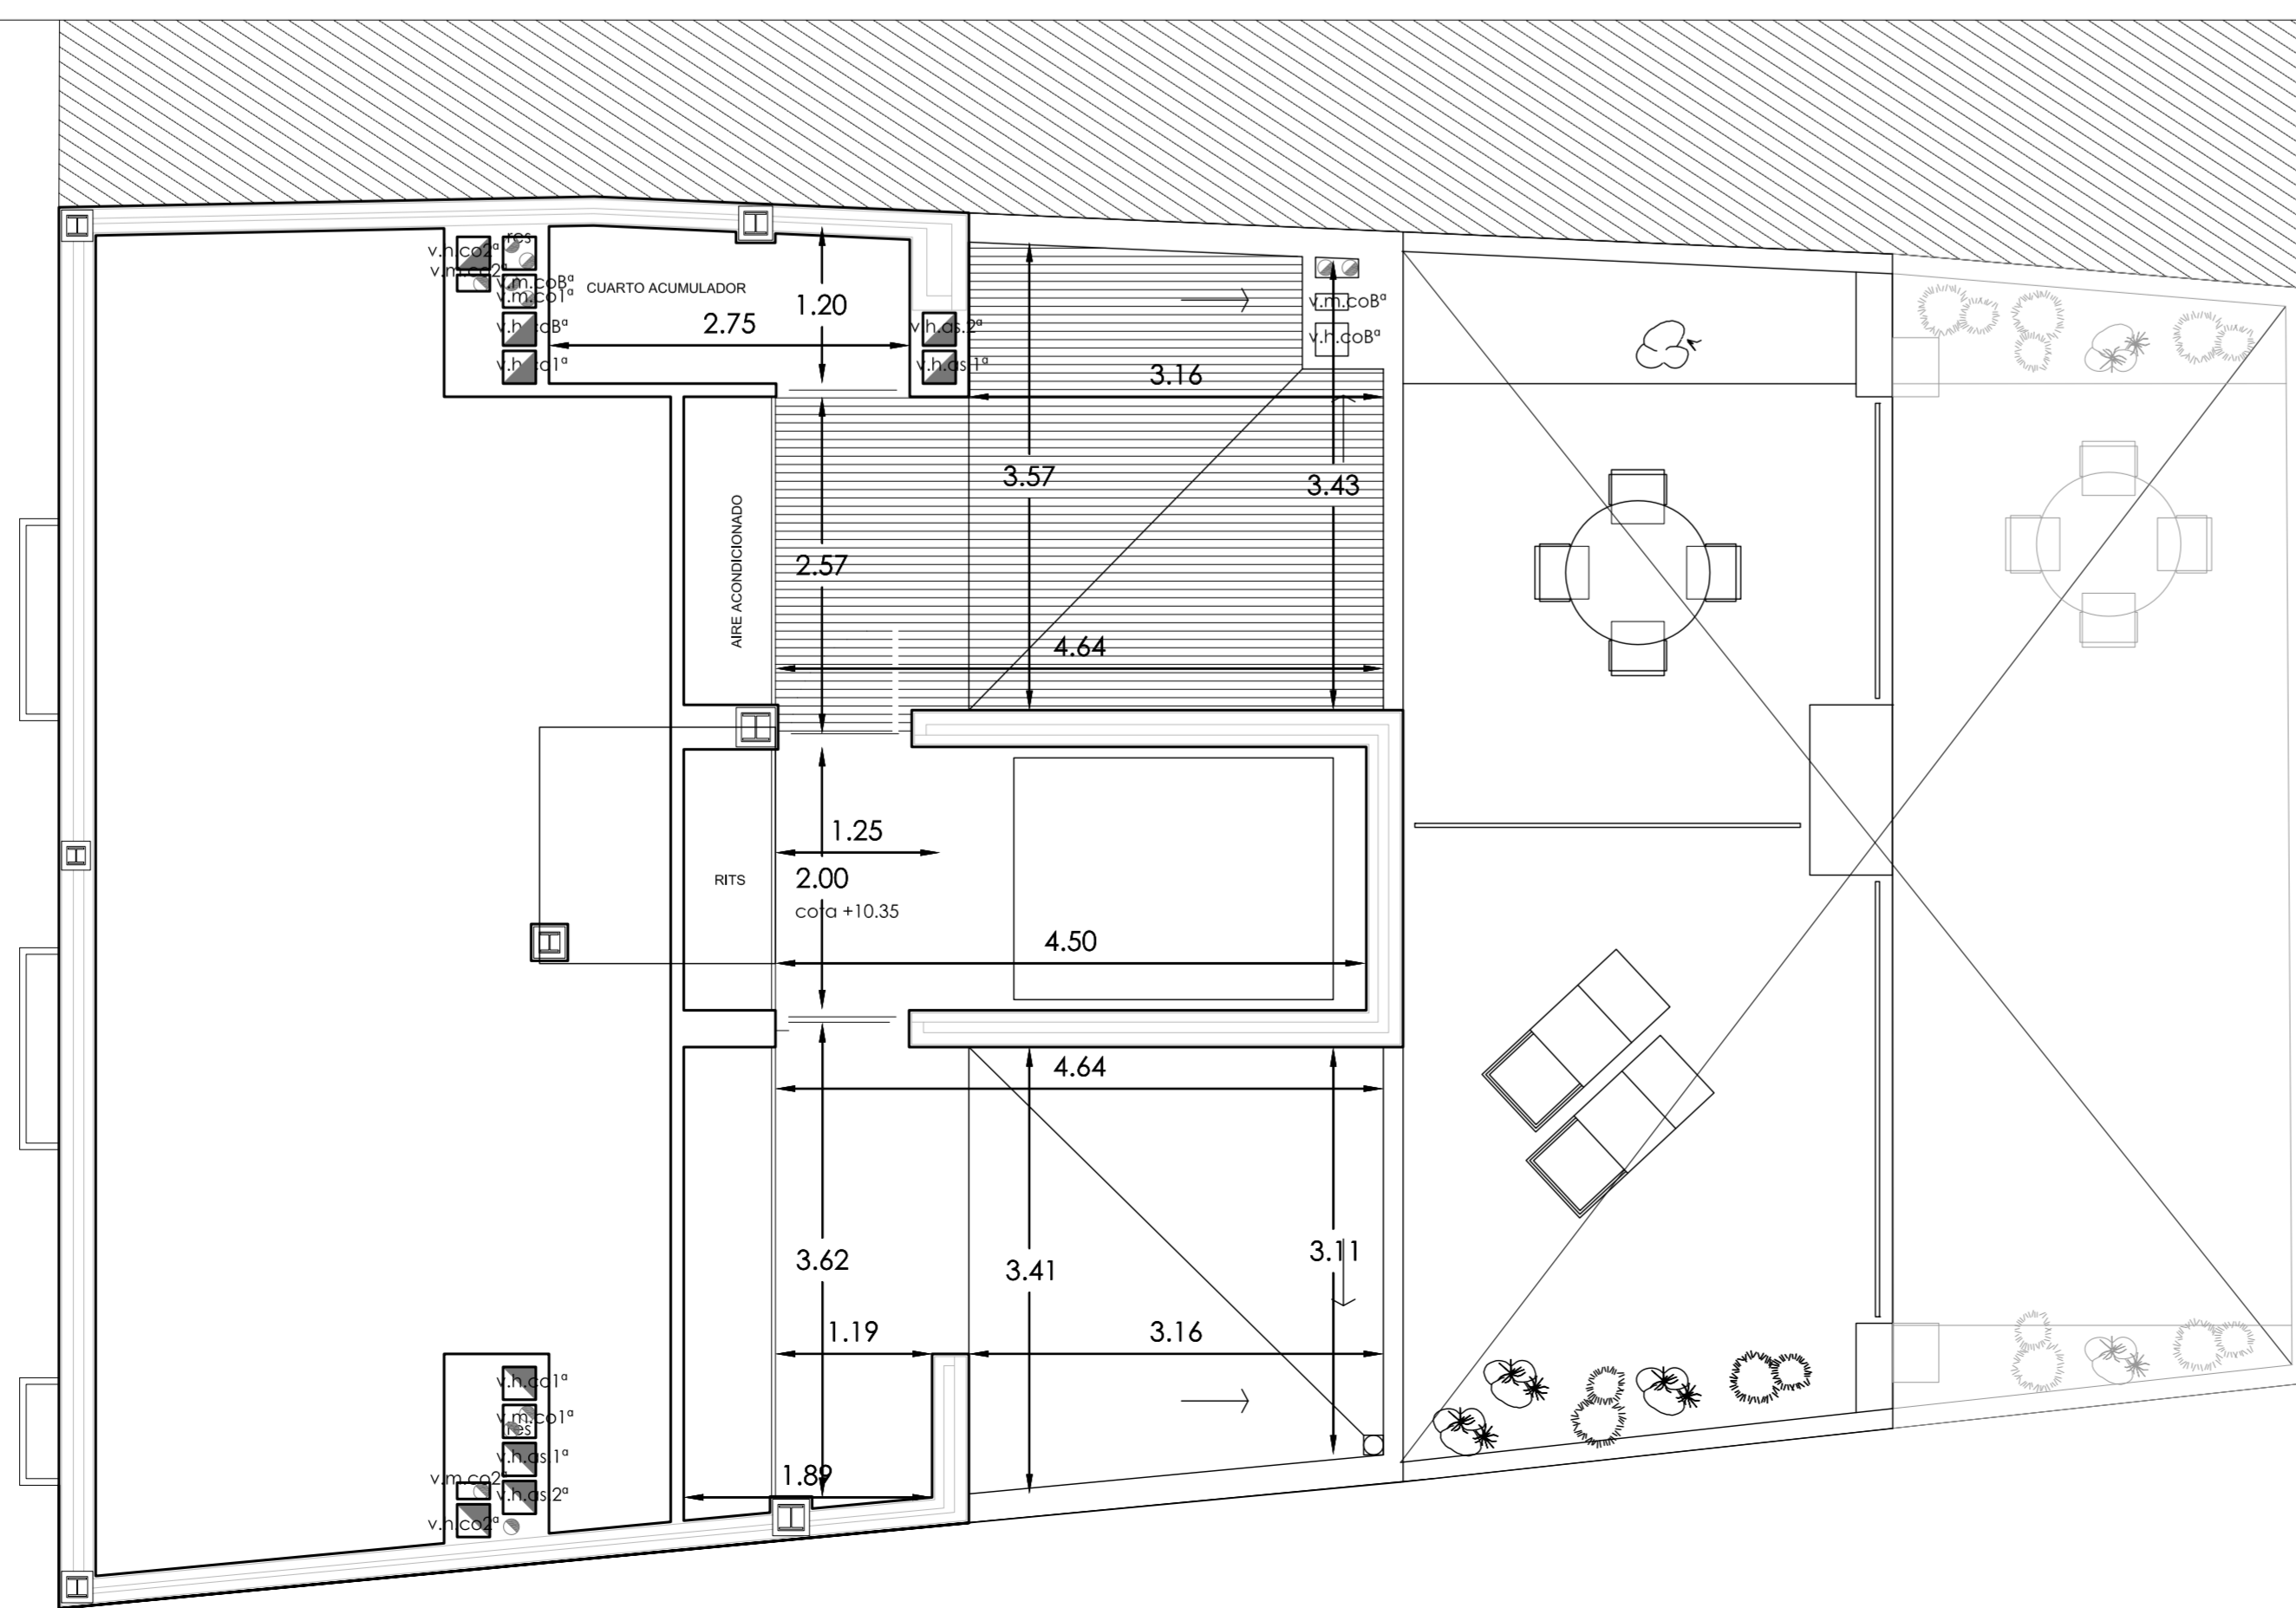 res
v.h.co2ª
v.m.co2ª
v.m.coBª
v.m.co1ª
v.h.coBª
v.h.co1ª
CUARTO ACUMULADOR
2.75
1.20
v.h.as.2ª
v.h.as.1ª
v.m.coBª
v.h.coBª
3.16
3.57
3.43
AIRE ACONDICIONADO
2.57
4.64
1.25
RITS
2.00
cota +10.35
4.50
4.64
3.62
3.41
3.11
1.19
3.16
v.h.co1ª
v.m.co1ª
res
v.h.as.1ª
v.m.co2ª
v.h.as.2ª
v.h.co2ª
1.89